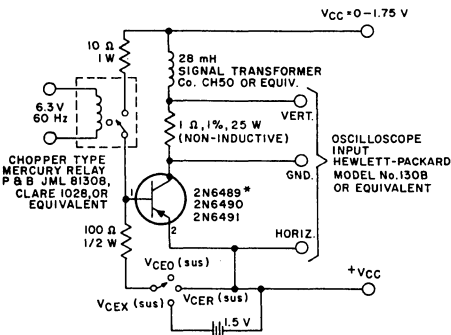 VCC=0-1.75 V
10 Ω
1 W
28 mH
SIGNAL TRANSFORMER
Co. CH50 OR EQUIV.
6.3 V
60 Hz
VERT.
1 Ω, 1%, 25 W
(NON-INDUCTIVE)
OSCILLOSCOPE
INPUT
HEWLETT-PACKARD
MODEL No. 130B
OR EQUIVALENT
GND.
CHOPPER TYPE
MERCURY RELAY
P & B JML 81308,
CLARE 1028, OR
EQUIVALENT
1
2N6489*
2N6490
2N6491
2
HORIZ.
100 Ω
1/2 W
VCEO (sus)
+VCC
VCEX (sus)
VCER (sus)
1.5 V